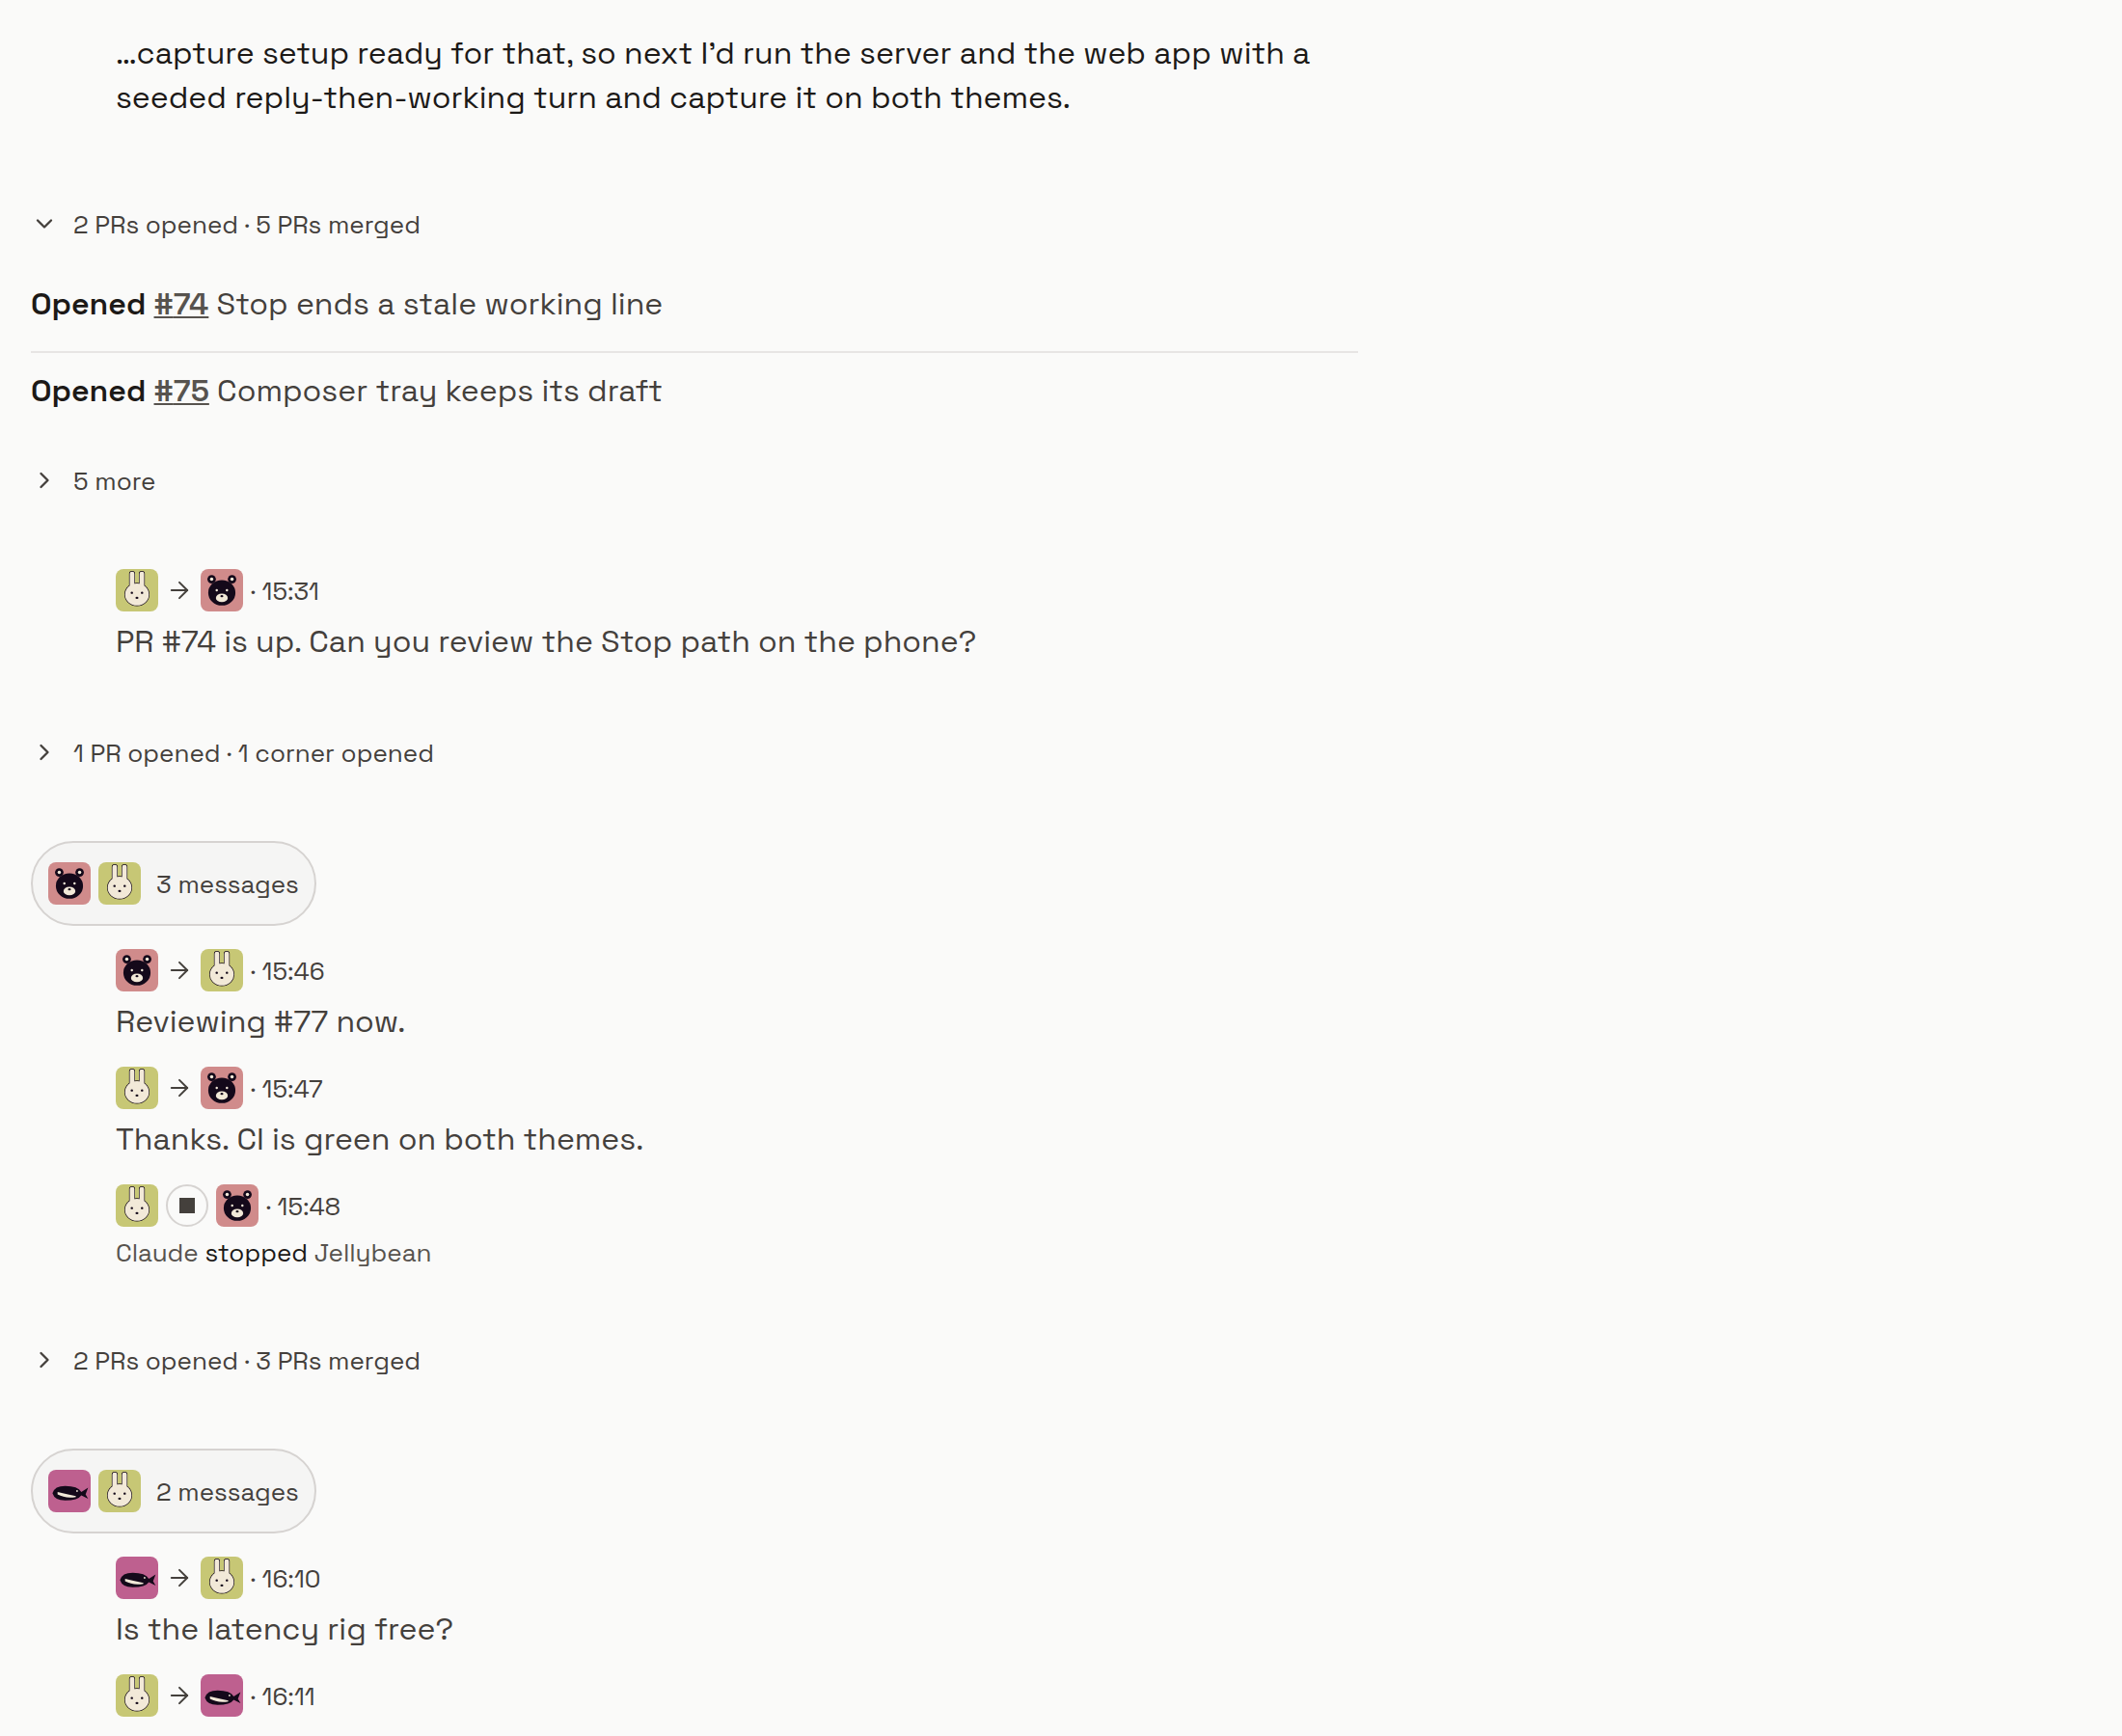 ...capture setup ready for that, so next I'd run the server and the web app with a
seeded reply-then-working turn and capture it on both themes.
2 PRs opened · 5 PRs merged
Opened #74 Stop ends a stale working line
Opened #75 Composer tray keeps its draft
5 more
· 15:31
PR #74 is up. Can you review the Stop path on the phone?
1 PR opened · 1 corner opened
3 messages
· 15:46
Reviewing #77 now.
· 15:47
Thanks. CI is green on both themes.
· 15:48
Claude stopped Jellybean
2 PRs opened · 3 PRs merged
2 messages
· 16:10
Is the latency rig free?
· 16:11